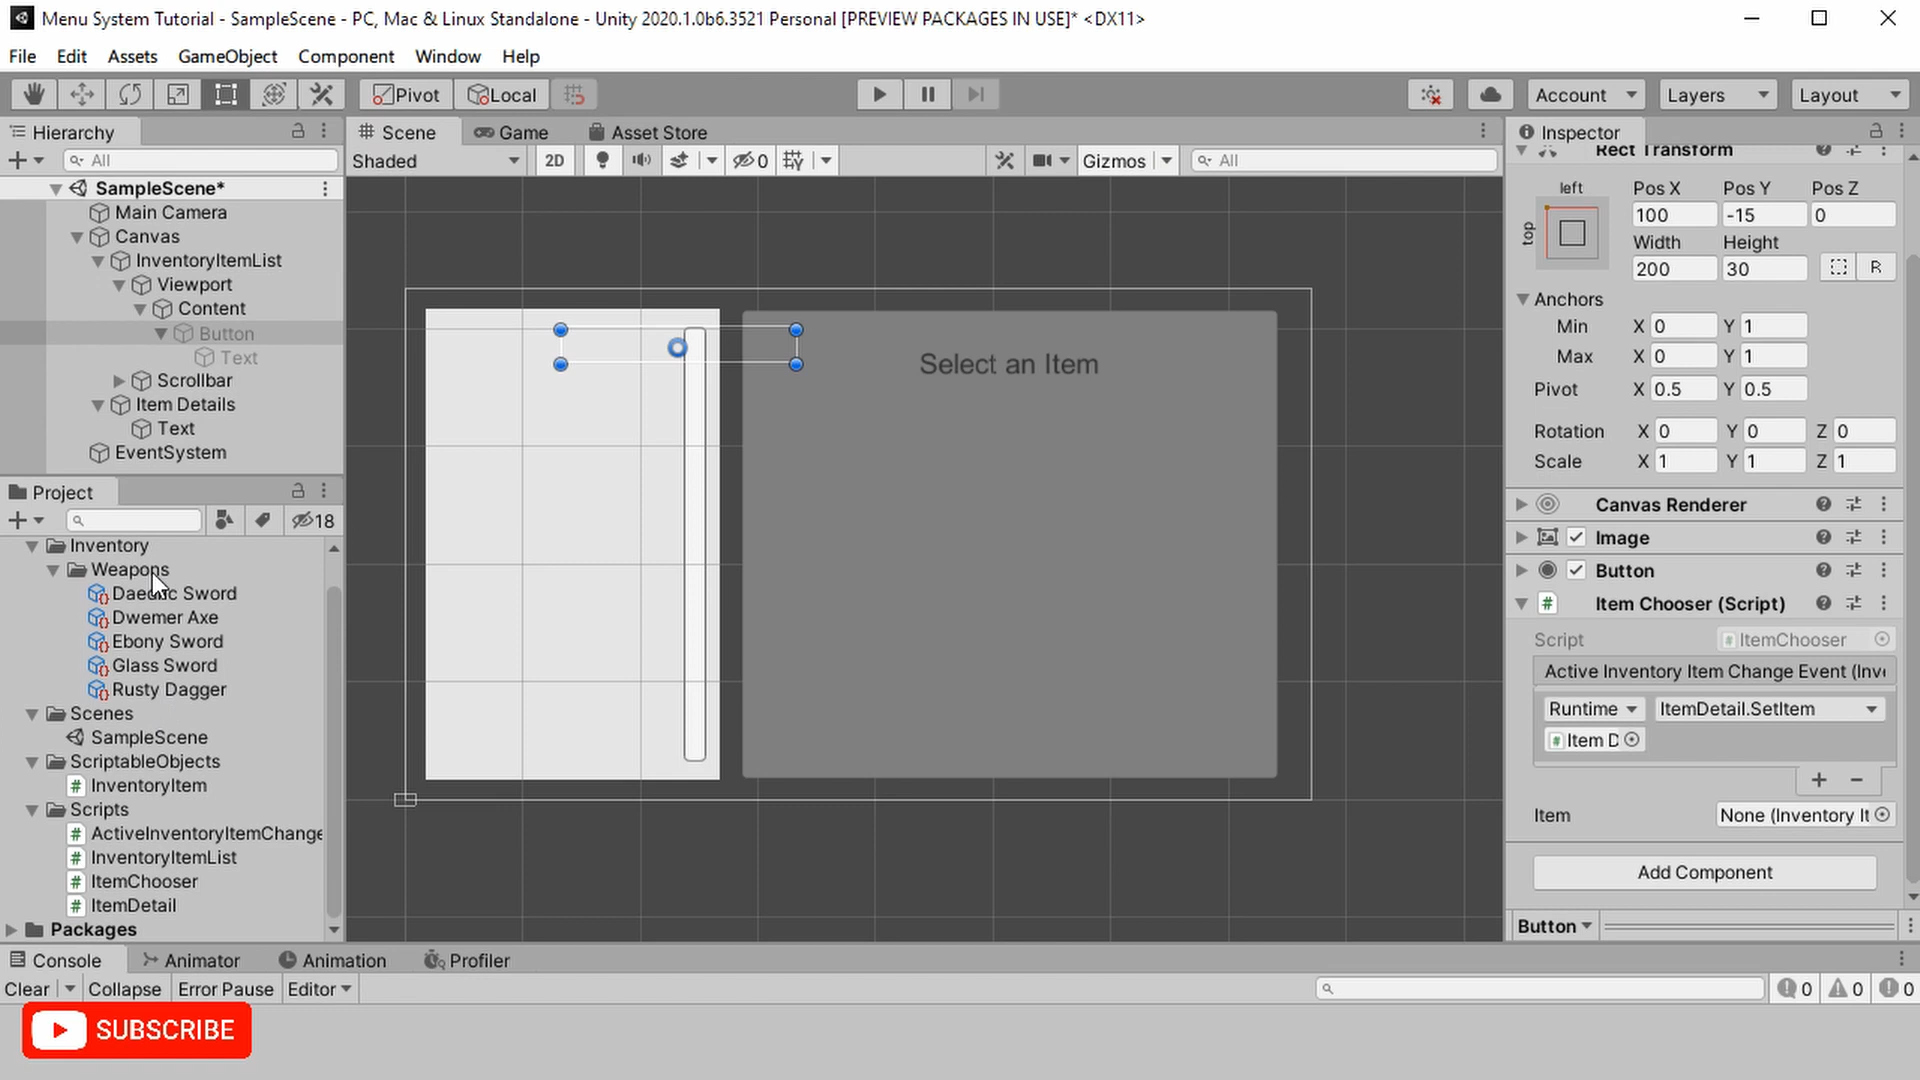 Menu System Tutorial - SampleScene - PC, Mac & Linux Standalone - Unity 2020.1.0b6.3521 Personal [PREVIEW PACKAGES IN USE]* <DX11>
File Edit Assets GameObject Component Window Help
Pivot Local Account Layers Layout
Hierarchy
All
SampleScene*
Main Camera
Canvas
InventoryItemList
Viewport
Content
Button
Text
Scrollbar
Item Details
Text
EventSystem
Project
18
Inventory
Weapons
Daedric Sword
Dwemer Axe
Ebony Sword
Glass Sword
Rusty Dagger
Scenes
SampleScene
ScriptableObjects
InventoryItem
Scripts
ActiveInventoryItemChange
InventoryItemList
ItemChooser
ItemDetail
Packages
Scene Game Asset Store
Shaded 2D 0 Gizmos All
Select an Item
Inspector
Rect Transform
left
top
Pos X Pos Y Pos Z
100 -15 0
Width Height
200 30 R
Anchors
Min X 0 Y 1
Max X 0 Y 1
Pivot X 0.5 Y 0.5
Rotation X 0 Y 0 Z 0
Scale X 1 Y 1 Z 1
Canvas Renderer
Image
Button
# Item Chooser (Script)
Script # ItemChooser
Active Inventory Item Change Event (Inv
Runtime ItemDetail.SetItem
Item D
+ -
Item None (Inventory It
Add Component
Button
Console Animator Animation Profiler
Clear Collapse Error Pause Editor 0 0 0
SUBSCRIBE